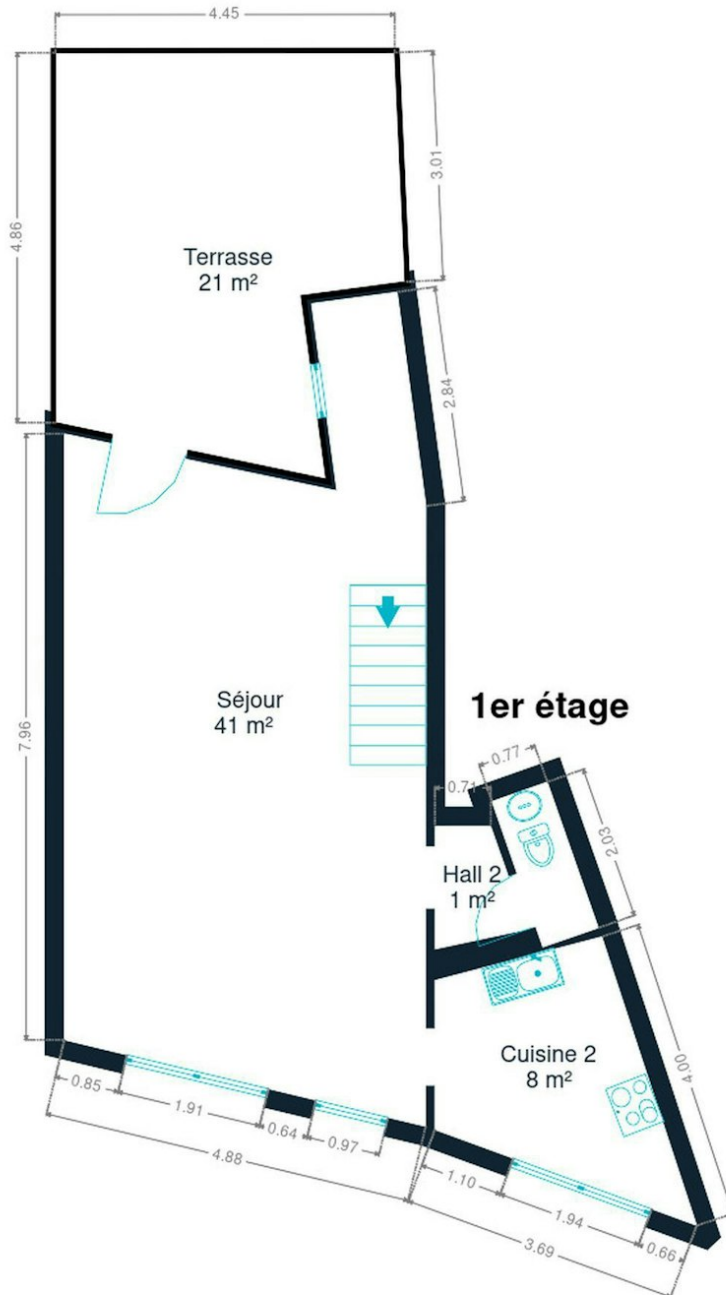 4.45
4.86
3.01
Terrasse
21 m²
2.84
7.96
Séjour
41 m²
1er étage
0.77
0.71
2.03
Hall 2
1 m²
4.00
Cuisine 2
8 m²
0.85
1.91
0.64
0.97
4.88
1.10
1.94
0.66
3.69